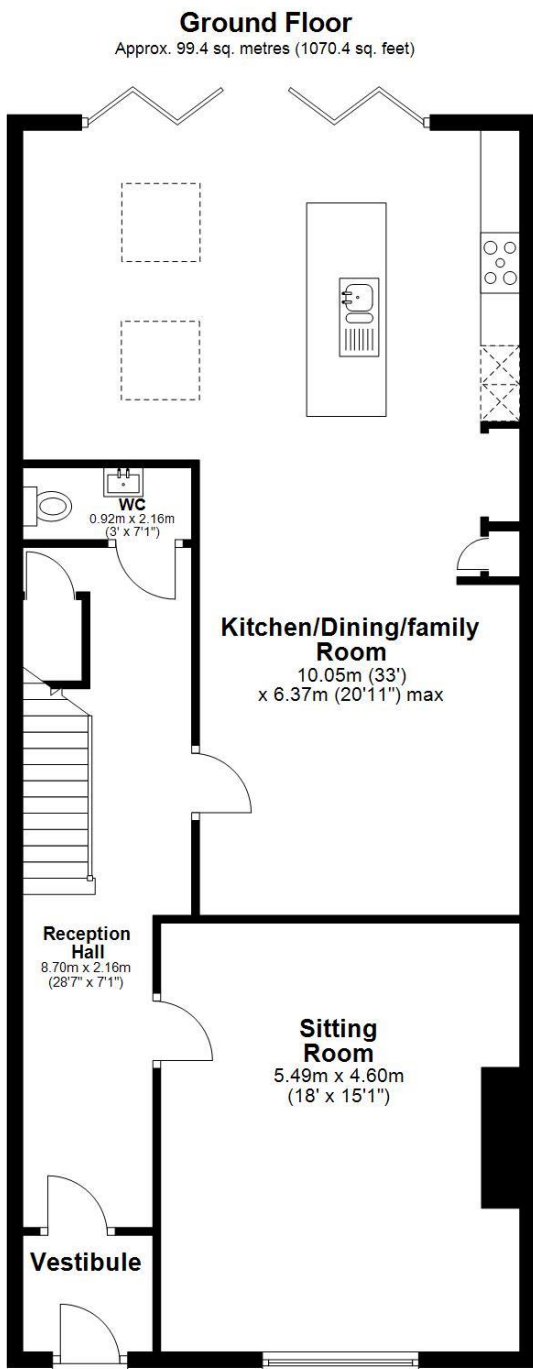 Ground Floor
Approx. 99.4 sq. metres (1070.4 sq. feet)
WC
0.92m x 2.16m
(3' x 7'1")
Kitchen/Dining/family
Room
10.05m (33')
x 6.37m (20'11") max
Reception
Hall
8.70m x 2.16m
(28'7" x 7'1")
Sitting
Room
5.49m x 4.60m
(18' x 15'1")
Vestibule